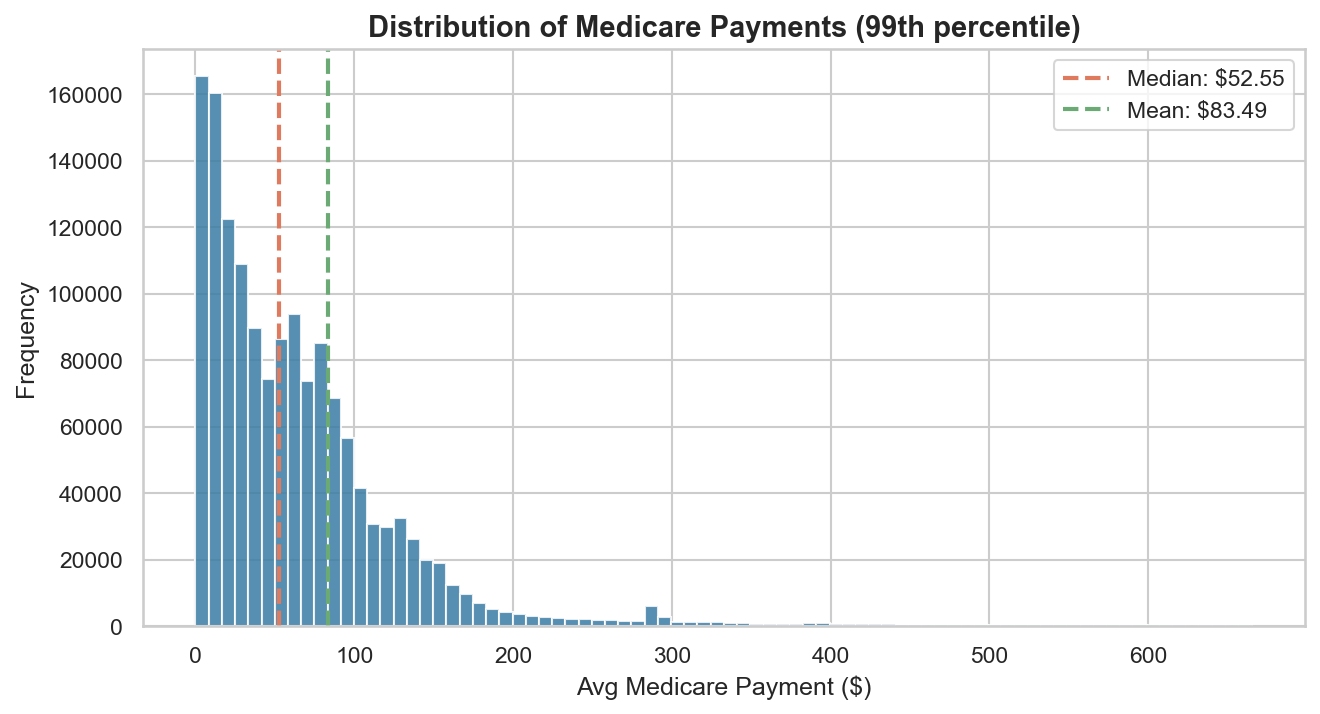 Distribution of Medicare Payments (99th percentile)
Median: $52.55
Mean: $83.49
Frequency
160000
140000
120000
100000
80000
60000
40000
20000
0
0 100 200 300 400 500 600
Avg Medicare Payment ($)